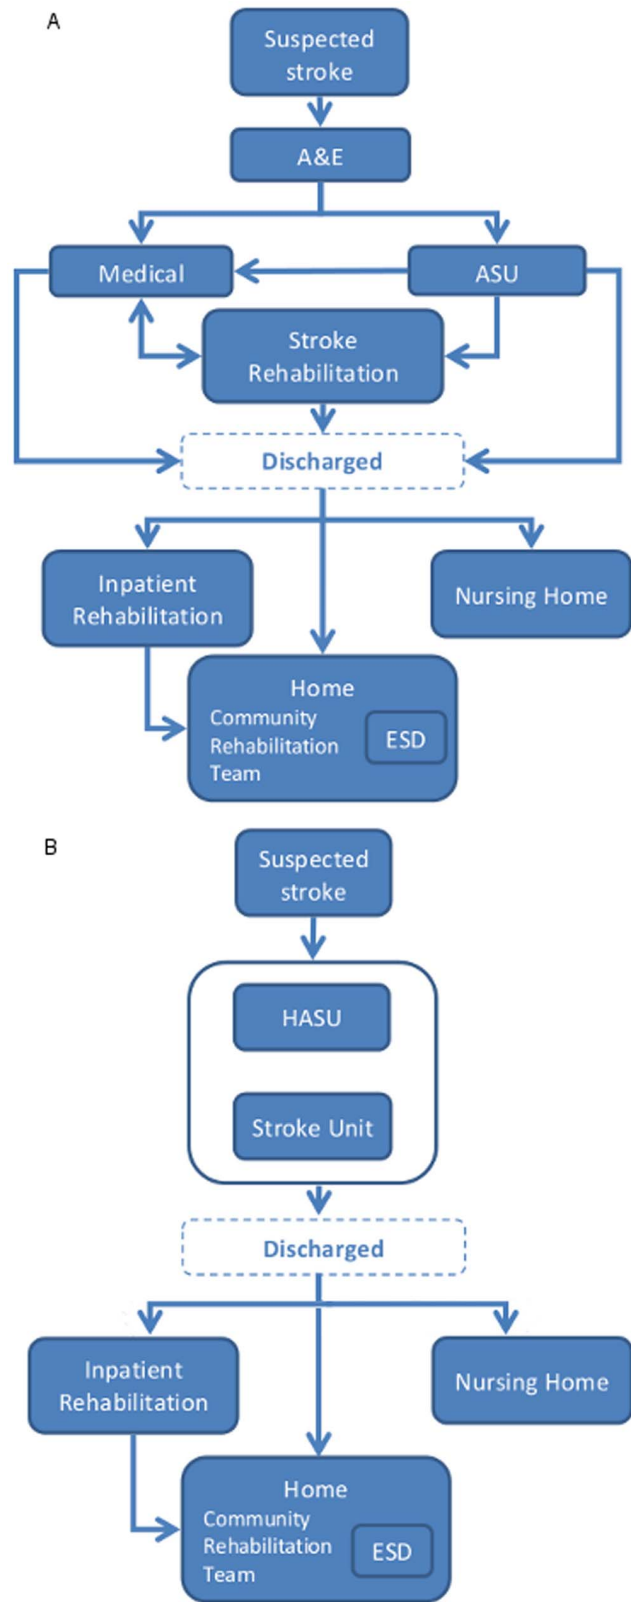 A
Suspected
stroke
A&E
Medical
ASU
Stroke
Rehabilitation
Discharged
Inpatient
Rehabilitation
Nursing Home
Home
Community
Rehabilitation
Team
ESD
B
Suspected
stroke
HASU
Stroke Unit
Discharged
Inpatient
Rehabilitation
Nursing Home
Home
Community
Rehabilitation
Team
ESD